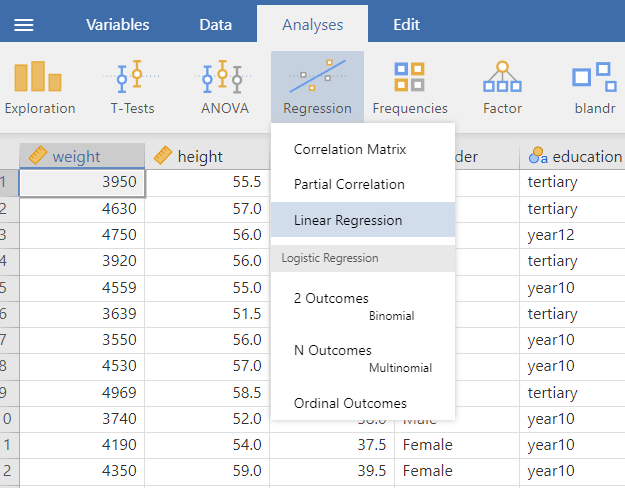 Variables Data Analyses Edit
Exploration T-Tests ANOVA Regression Frequencies Factor blandr
weight height der education
Correlation Matrix
Partial Correlation
Linear Regression
Logistic Regression
2 Outcomes
Binomial
N Outcomes
Multinomial
Ordinal Outcomes
1 3950 55.5 tertiary
2 4630 57.0 tertiary
3 4750 56.0 year12
4 3920 56.0 tertiary
5 4559 55.0 year10
6 3639 51.5 tertiary
7 3550 56.0 year10
8 4530 57.0 year10
9 4969 58.5 tertiary
0 3740 52.0 38.0 Male year10
1 4190 54.0 37.5 Female year10
2 4350 59.0 39.5 Female year10